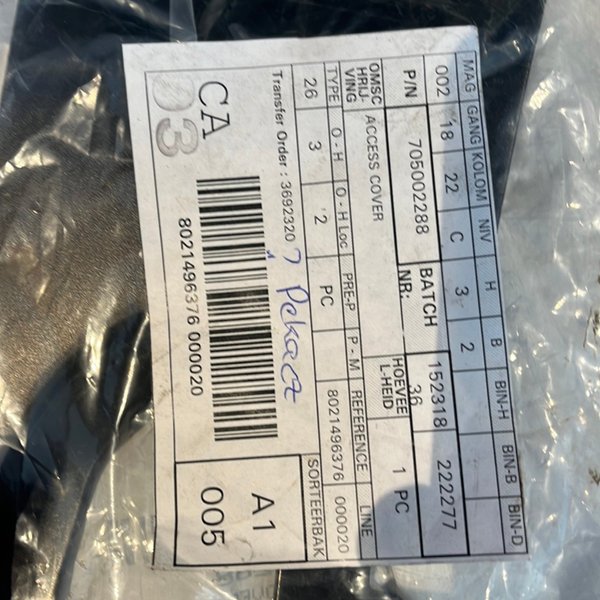 MAG GANG KOLOM NIV H B BIN-H BIN-B BIN-D
002 18 22 C 3 2
P/N 705002288 BATCH NR: 152318 36 222277
OMSC HRIJ- VING ACCESS COVER HOEVEE L-HEID 1 PC
TYPE O - H O - H Loc PRE-P P - M REFERENCE LINE
26 3 2 PC 8021496376 000020
Transfer Order : 3692320 SORTEERBAK
CA
D3
8021496376 000020
A1
005